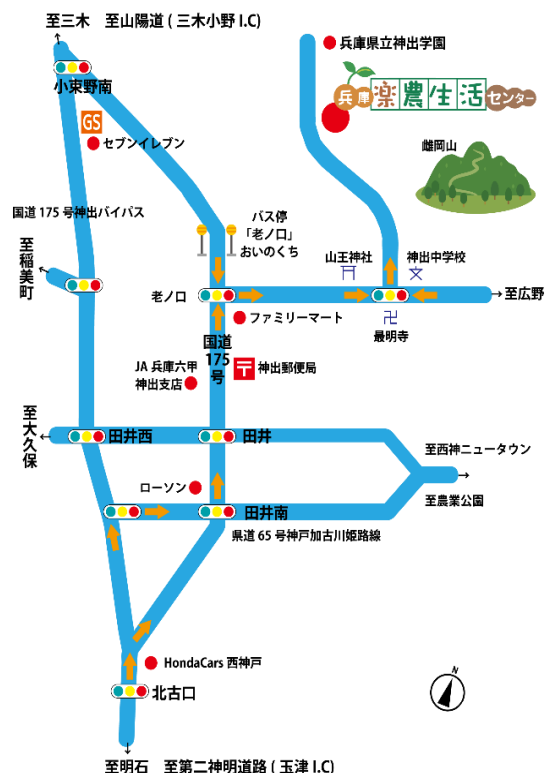 至三木　至山陽道 ( 三木小野 I.C)
小束野南
GS
セブンイレブン
兵庫県立神出学園
兵庫楽農生活センター
雌岡山
国道 175 号神出バイパス
バス停
「老ノ口」
おいのくち
山王神社
神出中学校
至稲美町
老ノ口
至広野
ファミリーマート
最明寺
国道
175
号
JA 兵庫六甲
神出支店
神出郵便局
至大久保
田井西
田井
至西神ニュータウン
至農業公園
ローソン
田井南
県道 65 号神戸加古川姫路線
HondaCars 西神戸
北古口
N
至明石　至第二神明道路 ( 玉津 I.C)